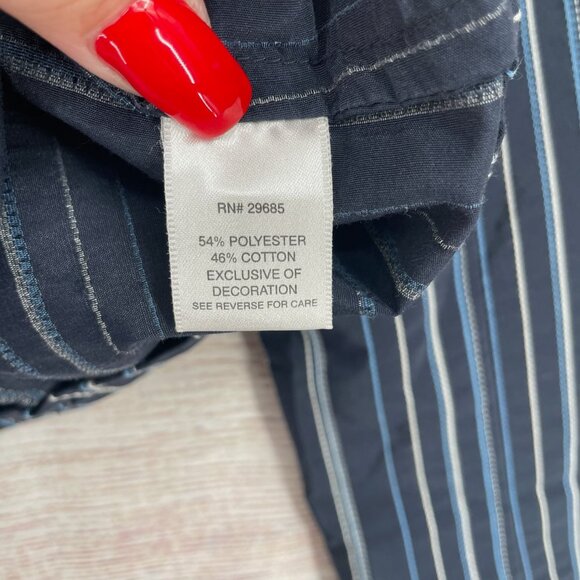 RN# 29685
54% POLYESTER
46% COTTON
EXCLUSIVE OF
DECORATION
SEE REVERSE FOR CARE